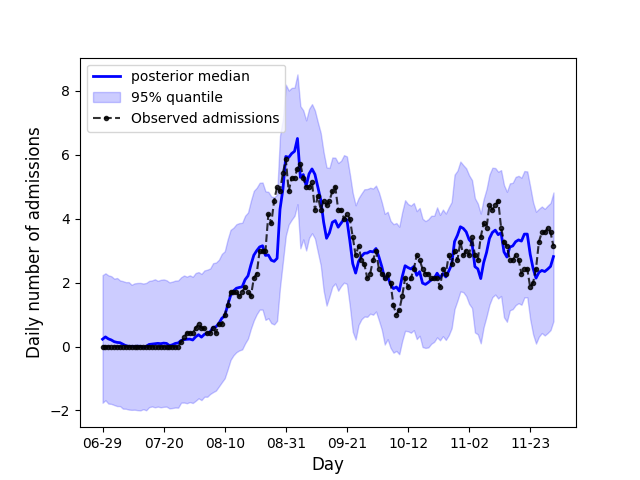 posterior median
95% quantile
Observed admissions
Daily number of admissions
8
6
4
2
0
−2
06-29 07-20 08-10 08-31 09-21 10-12 11-02 11-23
Day